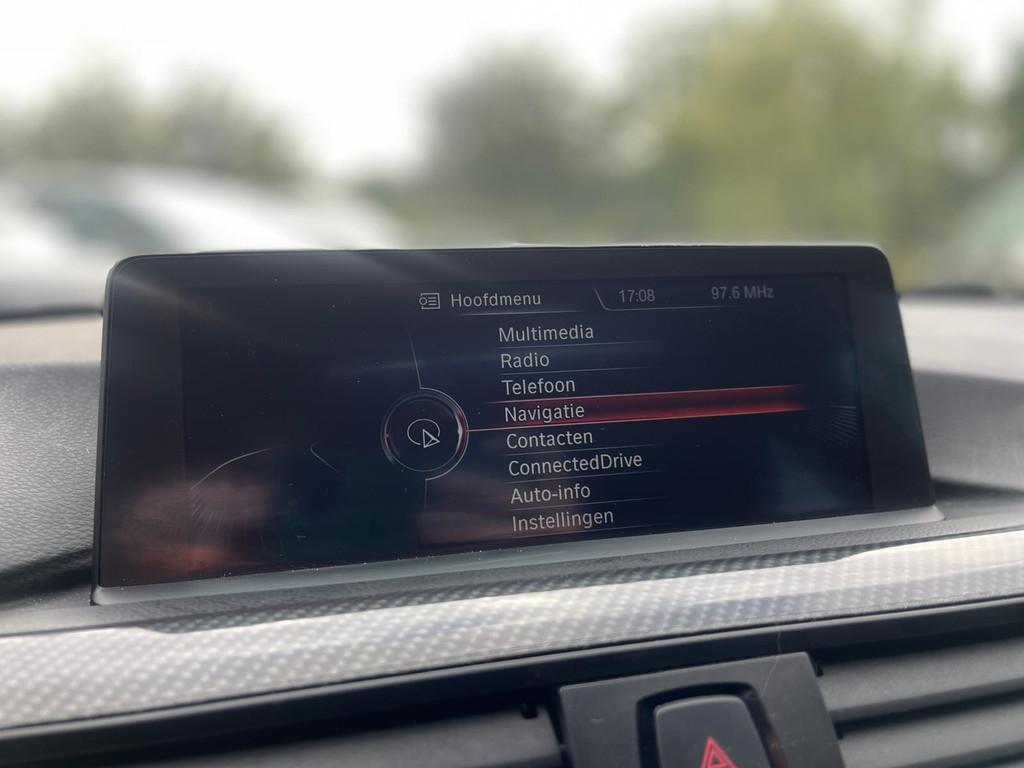 Hoofdmenu 17:08 97.6 MHz
Multimedia
Radio
Telefoon
Navigatie
Contacten
ConnectedDrive
Auto-info
Instellingen